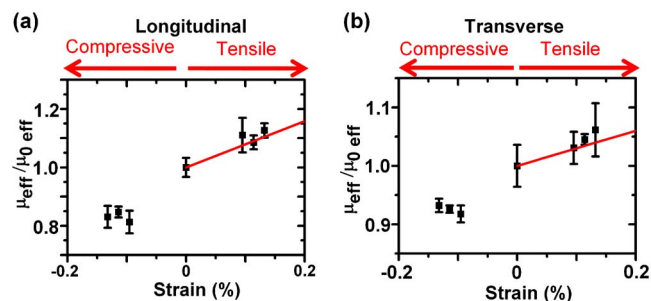 (a) Longitudinal
Compressive Tensile
μeff/μ0 eff
1.2
1.0
0.8
-0.2 0 0.2
Strain (%)
(b) Transverse
Compressive Tensile
μeff/μ0 eff
1.1
1.0
0.9
-0.2 0 0.2
Strain (%)